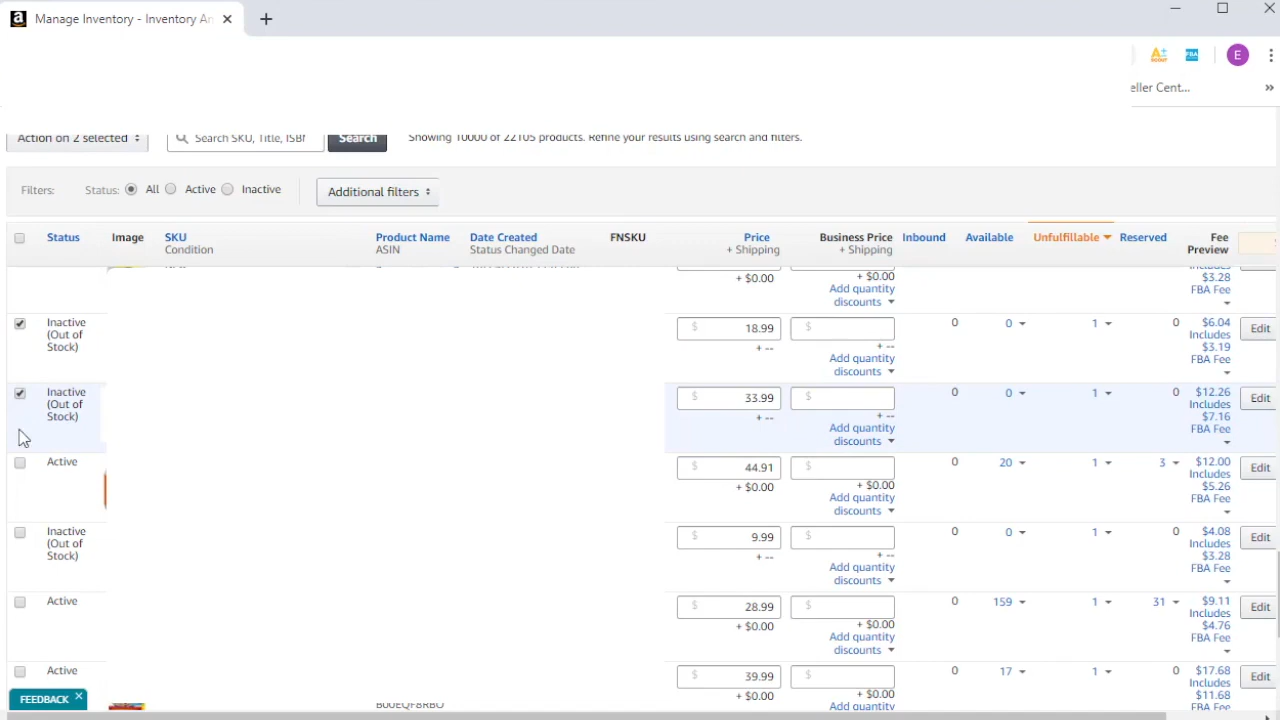 Manage Inventory - Inventory An
E
eller Cent...
Action on 2 selected
Search SKU, Title, ISBN
Search
Showing 10000 of 22105 products. Refine your results using search and filters.
Filters: Status: All Active Inactive Additional filters
Status Image SKU Product Name Date Created FNSKU Price Business Price Inbound Available Unfulfillable Reserved Fee
Condition ASIN Status Changed Date + Shipping + Shipping Preview
+ $0.00 + $0.00 Includes
$3.28
Add quantity
discounts FBA Fee
Inactive 18.99 $ 0 0 1 0 $6.04 Edit
(Out of Includes
Stock) + -- + -- $3.19
Add quantity FBA Fee
discounts
Inactive $ 33.99 $ 0 0 1 0 $12.26 Edit
(Out of Includes
Stock) + -- + -- $7.16
Add quantity FBA Fee
discounts
Active $ 44.91 $ 0 20 1 3 $12.00 Edit
Includes
+ $0.00 + $0.00 $5.26
Add quantity FBA Fee
discounts
Inactive $ 9.99 $ 0 0 1 0 $4.08 Edit
(Out of Includes
Stock) + -- + -- $3.28
Add quantity FBA Fee
discounts
Active $ 28.99 $ 0 159 1 31 $9.11 Edit
Includes
+ $0.00 + $0.00 $4.76
Add quantity FBA Fee
discounts
Active $ 39.99 $ 0 17 1 0 $17.68 Edit
Includes
+ $0.00 + $0.00 $11.68
Add quantity FBA Fee
FEEDBACK